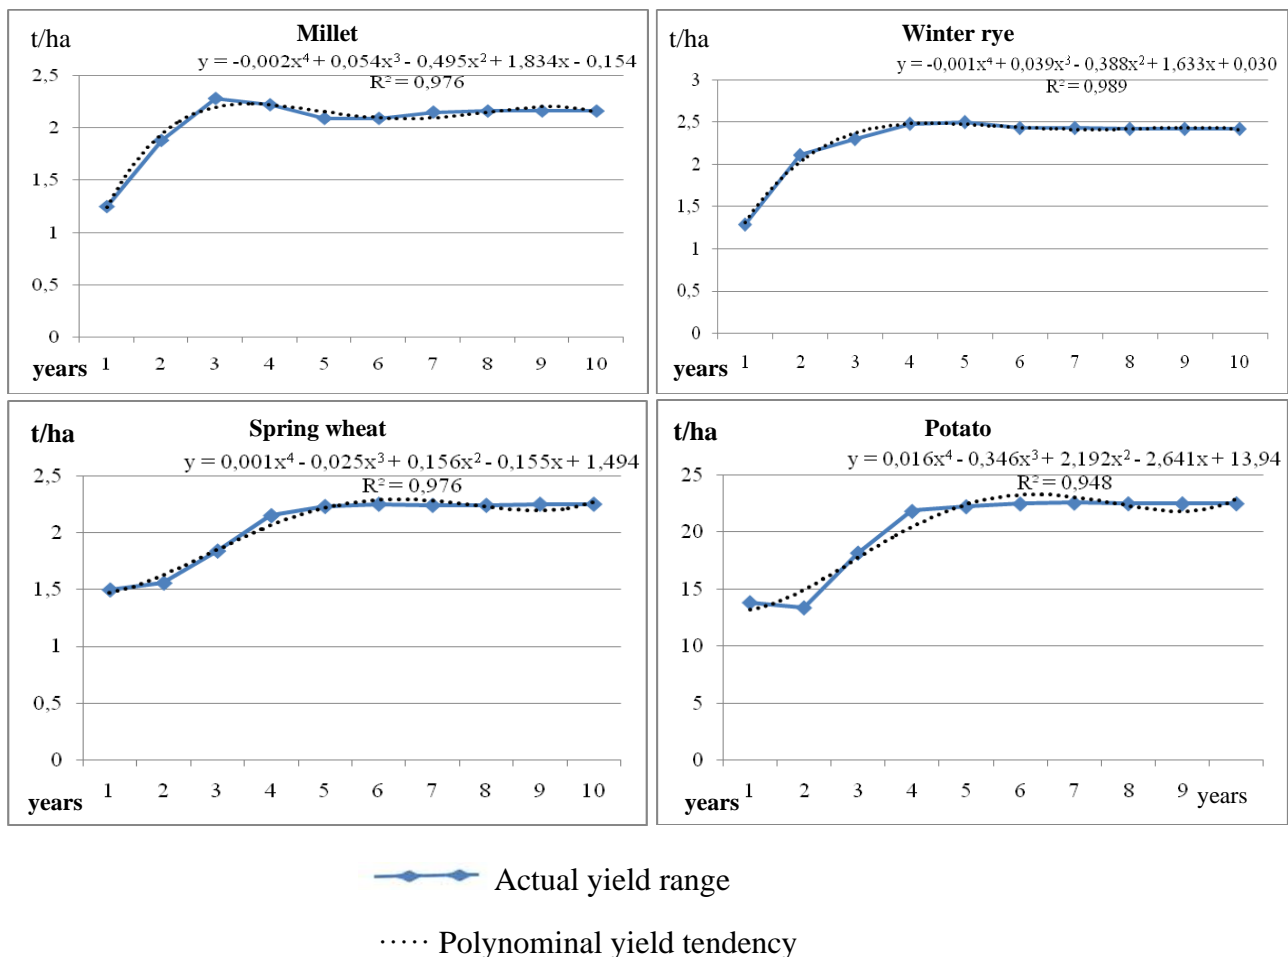 Millet
t/ha
y = -0,002x⁴ + 0,054x³ - 0,495x² + 1,834x - 0,154
R² = 0,976
2,5
2
1,5
1
0,5
0
years 1 2 3 4 5 6 7 8 9 10
Winter rye
t/ha
y = -0,001x⁴ + 0,039x³ - 0,388x² + 1,633x + 0,030
R² = 0,989
3
2,5
2
1,5
1
0,5
0
years 1 2 3 4 5 6 7 8 9 10
Spring wheat
t/ha
y = 0,001x⁴ - 0,025x³ + 0,156x² - 0,155x + 1,494
R² = 0,976
2,5
2
1,5
1
0,5
0
years 1 2 3 4 5 6 7 8 9 10
Potato
t/ha
y = 0,016x⁴ - 0,346x³ + 2,192x² - 2,641x + 13,94
R² = 0,948
25
20
15
10
5
0
years 1 2 3 4 5 6 7 8 9 years
Actual yield range
Polynominal yield tendency